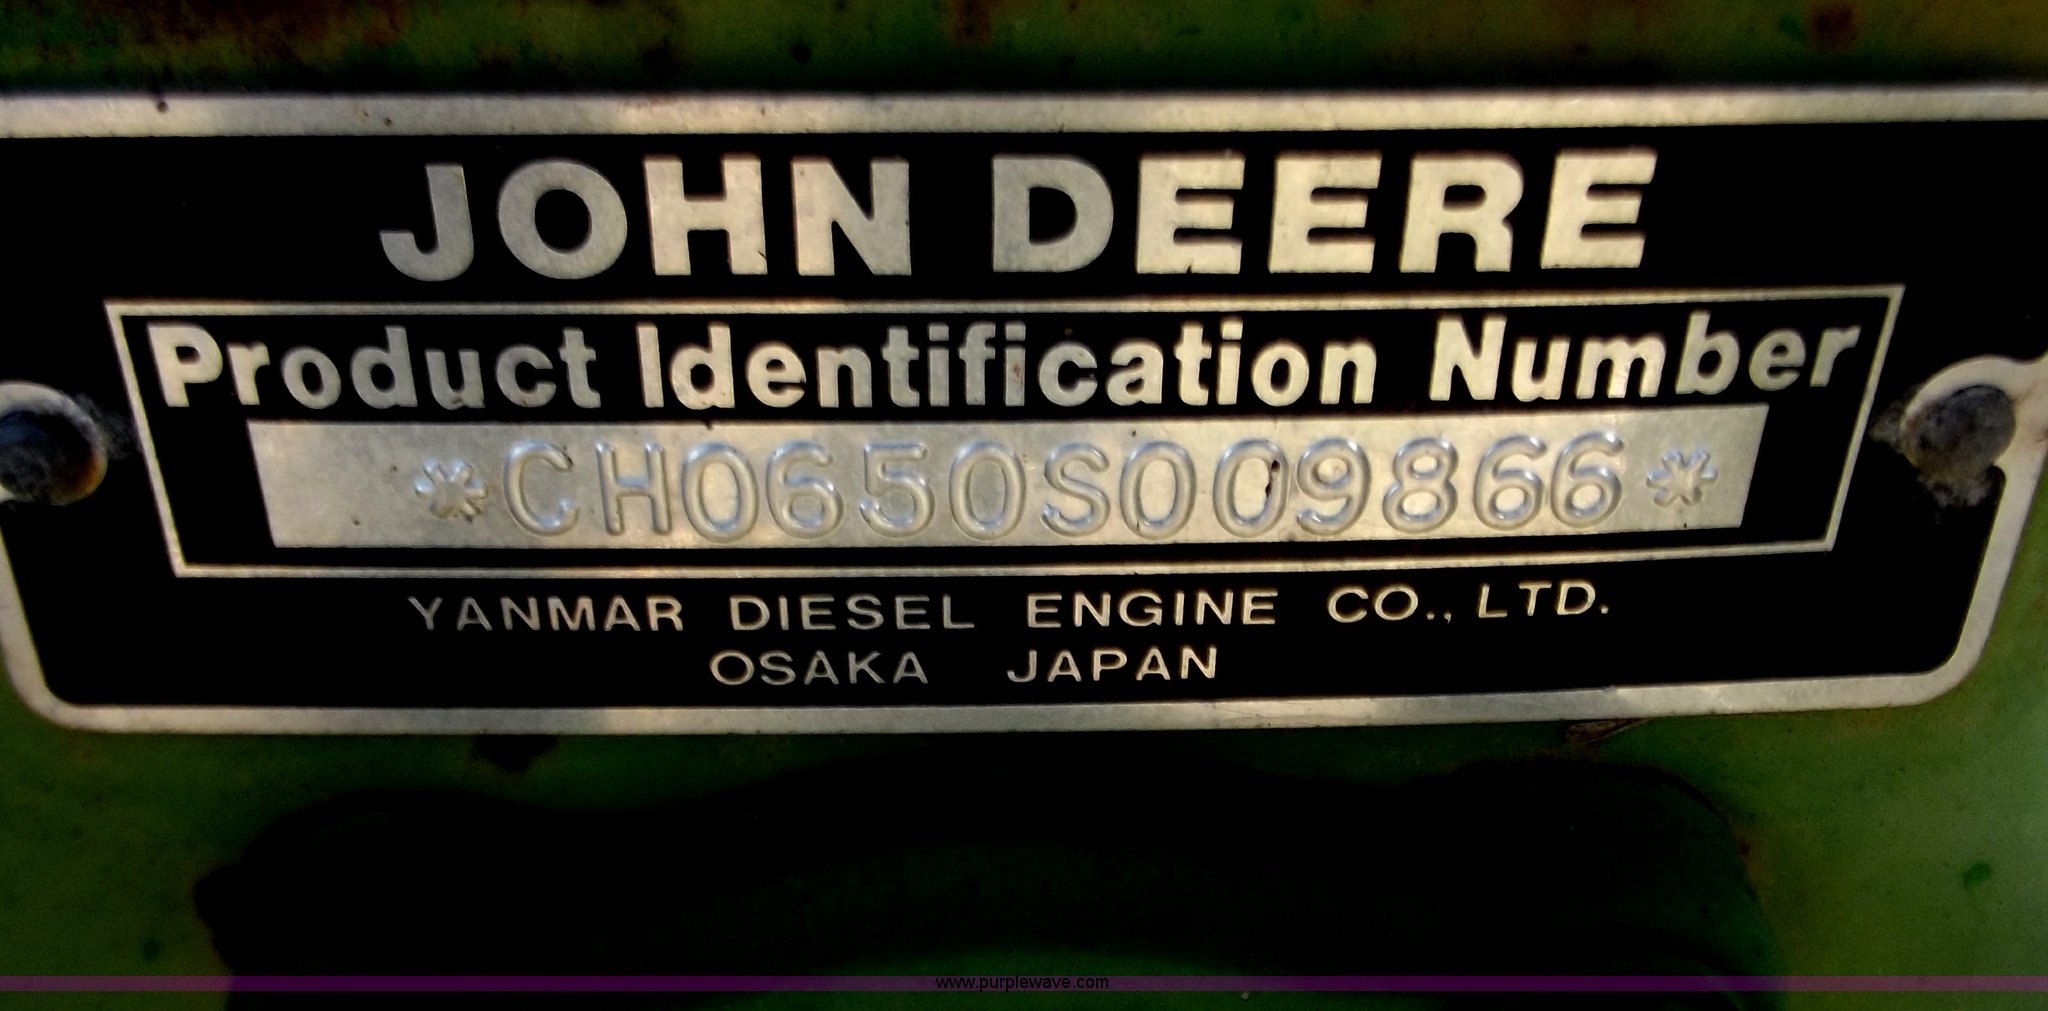 JOHN DEERE
Product Identification Number
*CH0650S009866*
YANMAR DIESEL ENGINE CO., LTD.
OSAKA JAPAN
www.purplewave.com